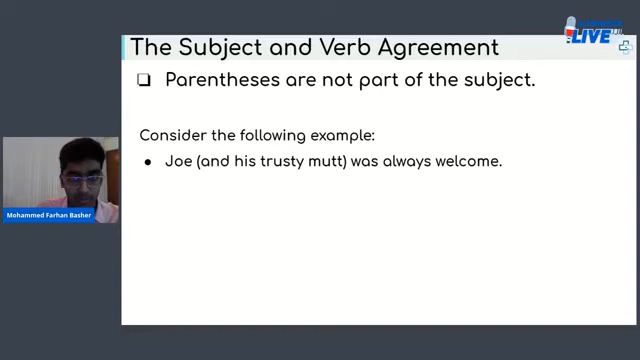 LIVE
The Subject and Verb Agreement
❑ Parentheses are not part of the subject.
Consider the following example:
● Joe (and his trusty mutt) was always welcome.
Mohammed Farhan Basher